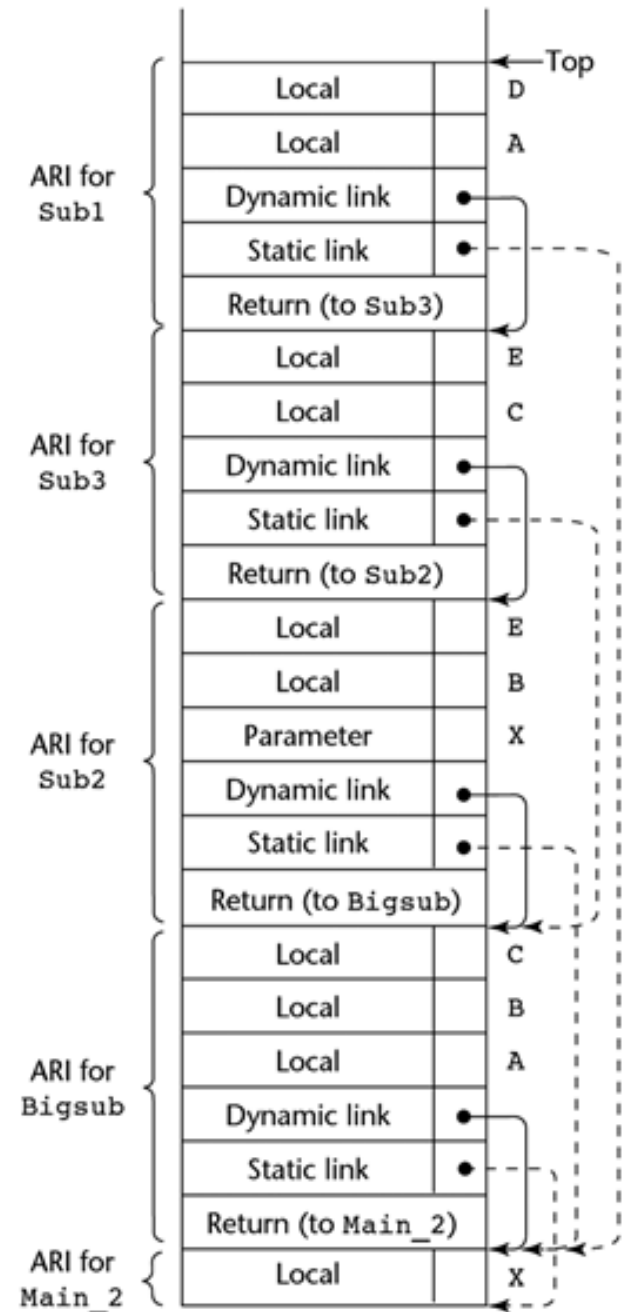 Top
Local D
Local A
ARI for
Sub1
Dynamic link
Static link
Return (to Sub3)
Local E
Local C
ARI for
Sub3
Dynamic link
Static link
Return (to Sub2)
Local E
Local B
Parameter X
ARI for
Sub2
Dynamic link
Static link
Return (to Bigsub)
Local C
Local B
Local A
ARI for
Bigsub
Dynamic link
Static link
Return (to Main_2)
ARI for
Main_2
Local X